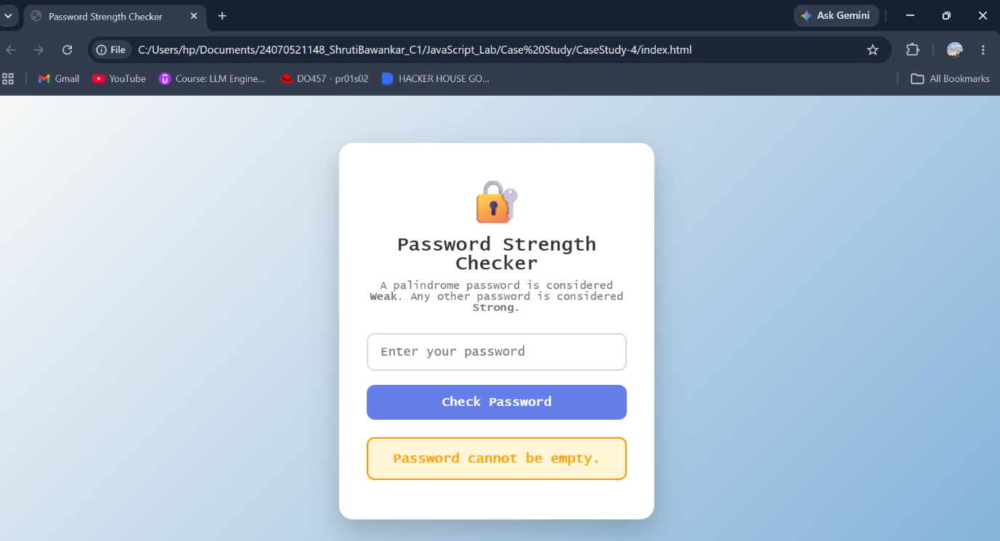 Password Strength Checker
Ask Gemini
File
C:/Users/hp/Documents/24070521148_ShrutiBawankar_C1/JavaScript_Lab/Case%20Study/CaseStudy-4/index.html
Gmail
YouTube
Course: LLM Engine...
DO457 - pr01s02
HACKER HOUSE GO...
All Bookmarks
Password Strength
Checker
A palindrome password is considered
Weak. Any other password is considered
Strong.
Enter your password
Check Password
Password cannot be empty.